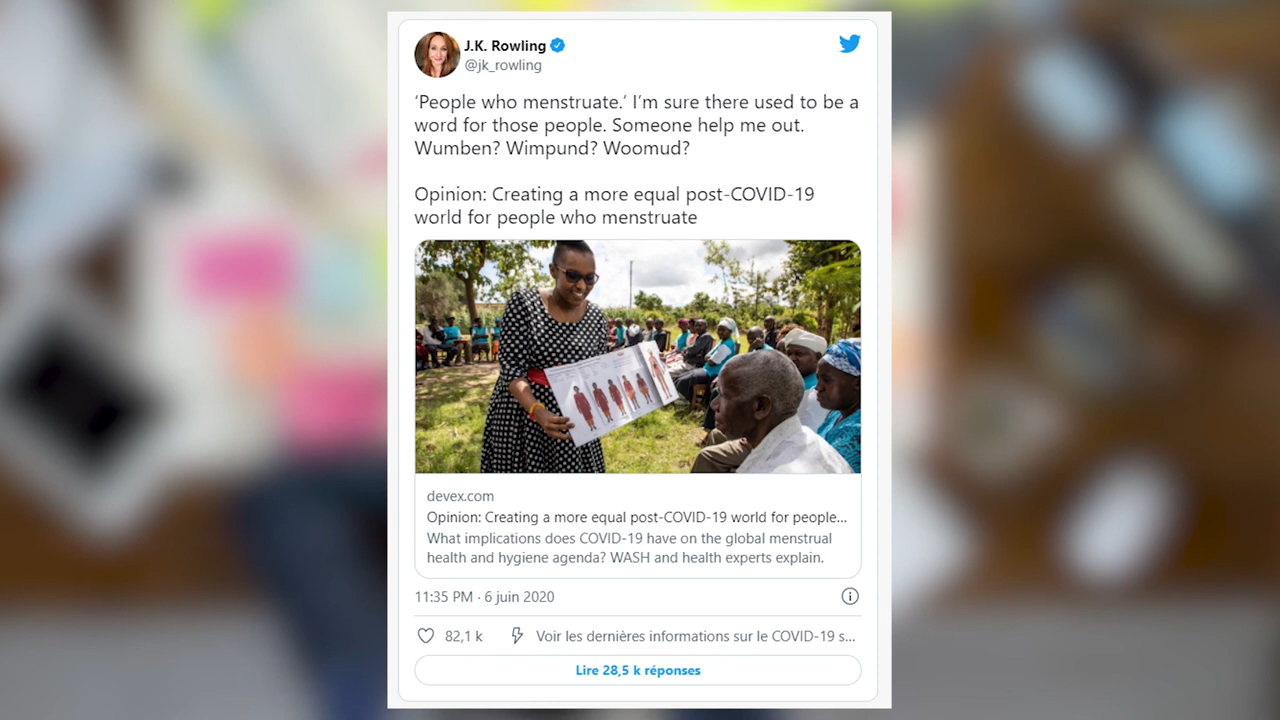 J.K. Rowling
@jk_rowling
‘People who menstruate.‘ I’m sure there used to be a
word for those people. Someone help me out.
Wumben? Wimpund? Woomud?
Opinion: Creating a more equal post-COVID-19
world for people who menstruate
devex.com
Opinion: Creating a more equal post-COVID-19 world for people...
What implications does COVID-19 have on the global menstrual
health and hygiene agenda? WASH and health experts explain.
11:35 PM · 6 juin 2020
82,1 k
Voir les dernières informations sur le COVID-19 s...
Lire 28,5 k réponses